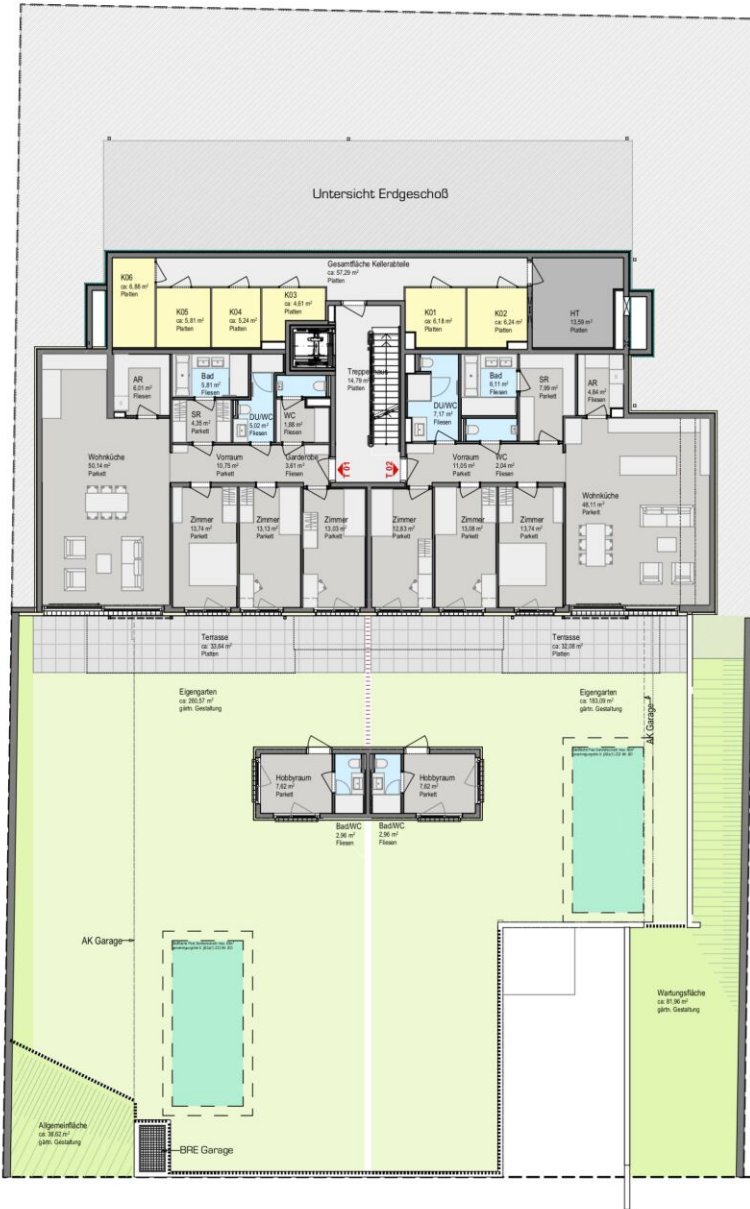 Untersicht Erdgeschoß
Gesamtfläche Kellerabteile
ca: 57,29 m²
Platten
K06
ca: 6,88 m²
Platten
K05
ca: 5,81 m²
Platten
K04
ca: 5,24 m²
Platten
K03
ca: 4,61 m²
Platten
K01
ca: 6,18 m²
Platten
K02
ca: 6,24 m²
Platten
HT
13,59 m²
Platten
AR
6,01 m²
Fliesen
Bad
5,81 m²
Fliesen
SR
4,35 m²
Parkett
DU/WC
5,02 m²
Fliesen
WC
1,88 m²
Fliesen
Treppenhaus
14,79 m²
Platten
DU/WC
7,17 m²
Fliesen
Bad
6,11 m²
Fliesen
SR
7,99 m²
Parkett
AR
4,64 m²
Fliesen
Wohnküche
50,14 m²
Parkett
Vorraum
10,75 m²
Parkett
Garderobe
3,61 m²
Fliesen
T.01
T.02
Vorraum
11,05 m²
Parkett
WC
2,04 m²
Fliesen
Wohnküche
48,11 m²
Parkett
Zimmer
13,74 m²
Parkett
Zimmer
13,13 m²
Parkett
Zimmer
13,03 m²
Parkett
Zimmer
12,83 m²
Parkett
Zimmer
13,08 m²
Parkett
Zimmer
13,74 m²
Parkett
Terrasse
ca: 33,64 m²
Platten
Terrasse
ca: 32,08 m²
Platten
Eigengarten
ca: 260,57 m²
gärtn. Gestaltung
Eigengarten
ca: 163,09 m²
gärtn. Gestaltung
AK Garage
Hobbyraum
7,62 m²
Parkett
Hobbyraum
7,62 m²
Parkett
Bad/WC
2,96 m²
Fliesen
Bad/WC
2,96 m²
Fliesen
AK Garage
Wartungsfläche
ca: 81,96 m²
gärtn. Gestaltung
Allgemeinfläche
ca: 38,62 m²
gärtn. Gestaltung
BRE Garage